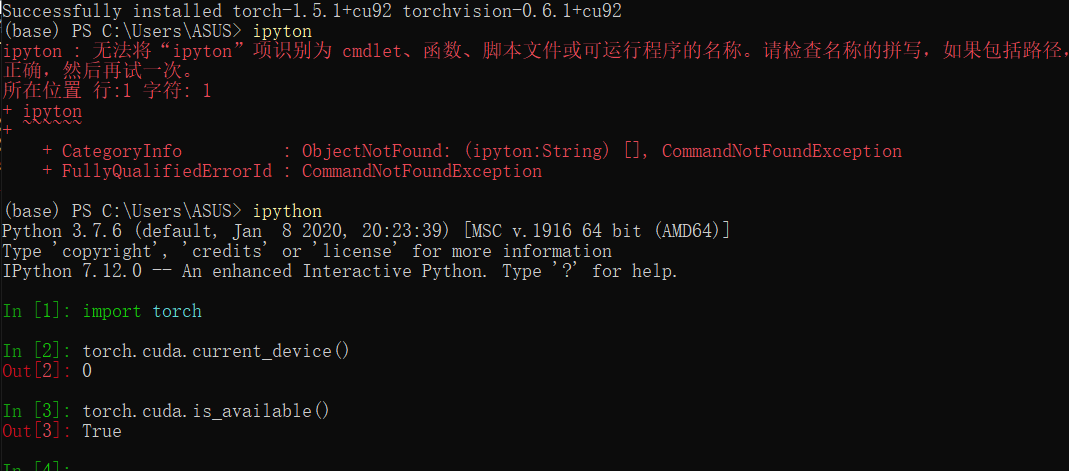 Successfully installed torch-1.5.1+cu92 torchvision-0.6.1+cu92
(base) PS C:\Users\ASUS> ipyton
ipyton : 无法将“ipyton”项识别为 cmdlet、函数、脚本文件或可运行程序的名称。请检查名称的拼写，如果包括路径，
正确，然后再试一次。
所在位置 行:1 字符: 1
+ ipyton
+ ~~~~~~
+ CategoryInfo : ObjectNotFound: (ipyton:String) [], CommandNotFoundException
+ FullyQualifiedErrorId : CommandNotFoundException
(base) PS C:\Users\ASUS> ipython
Python 3.7.6 (default, Jan 8 2020, 20:23:39) [MSC v.1916 64 bit (AMD64)]
Type 'copyright', 'credits' or 'license' for more information
IPython 7.12.0 -- An enhanced Interactive Python. Type '?' for help.
In [1]: import torch
In [2]: torch.cuda.current_device()
Out[2]: 0
In [3]: torch.cuda.is_available()
Out[3]: True
In [4]: